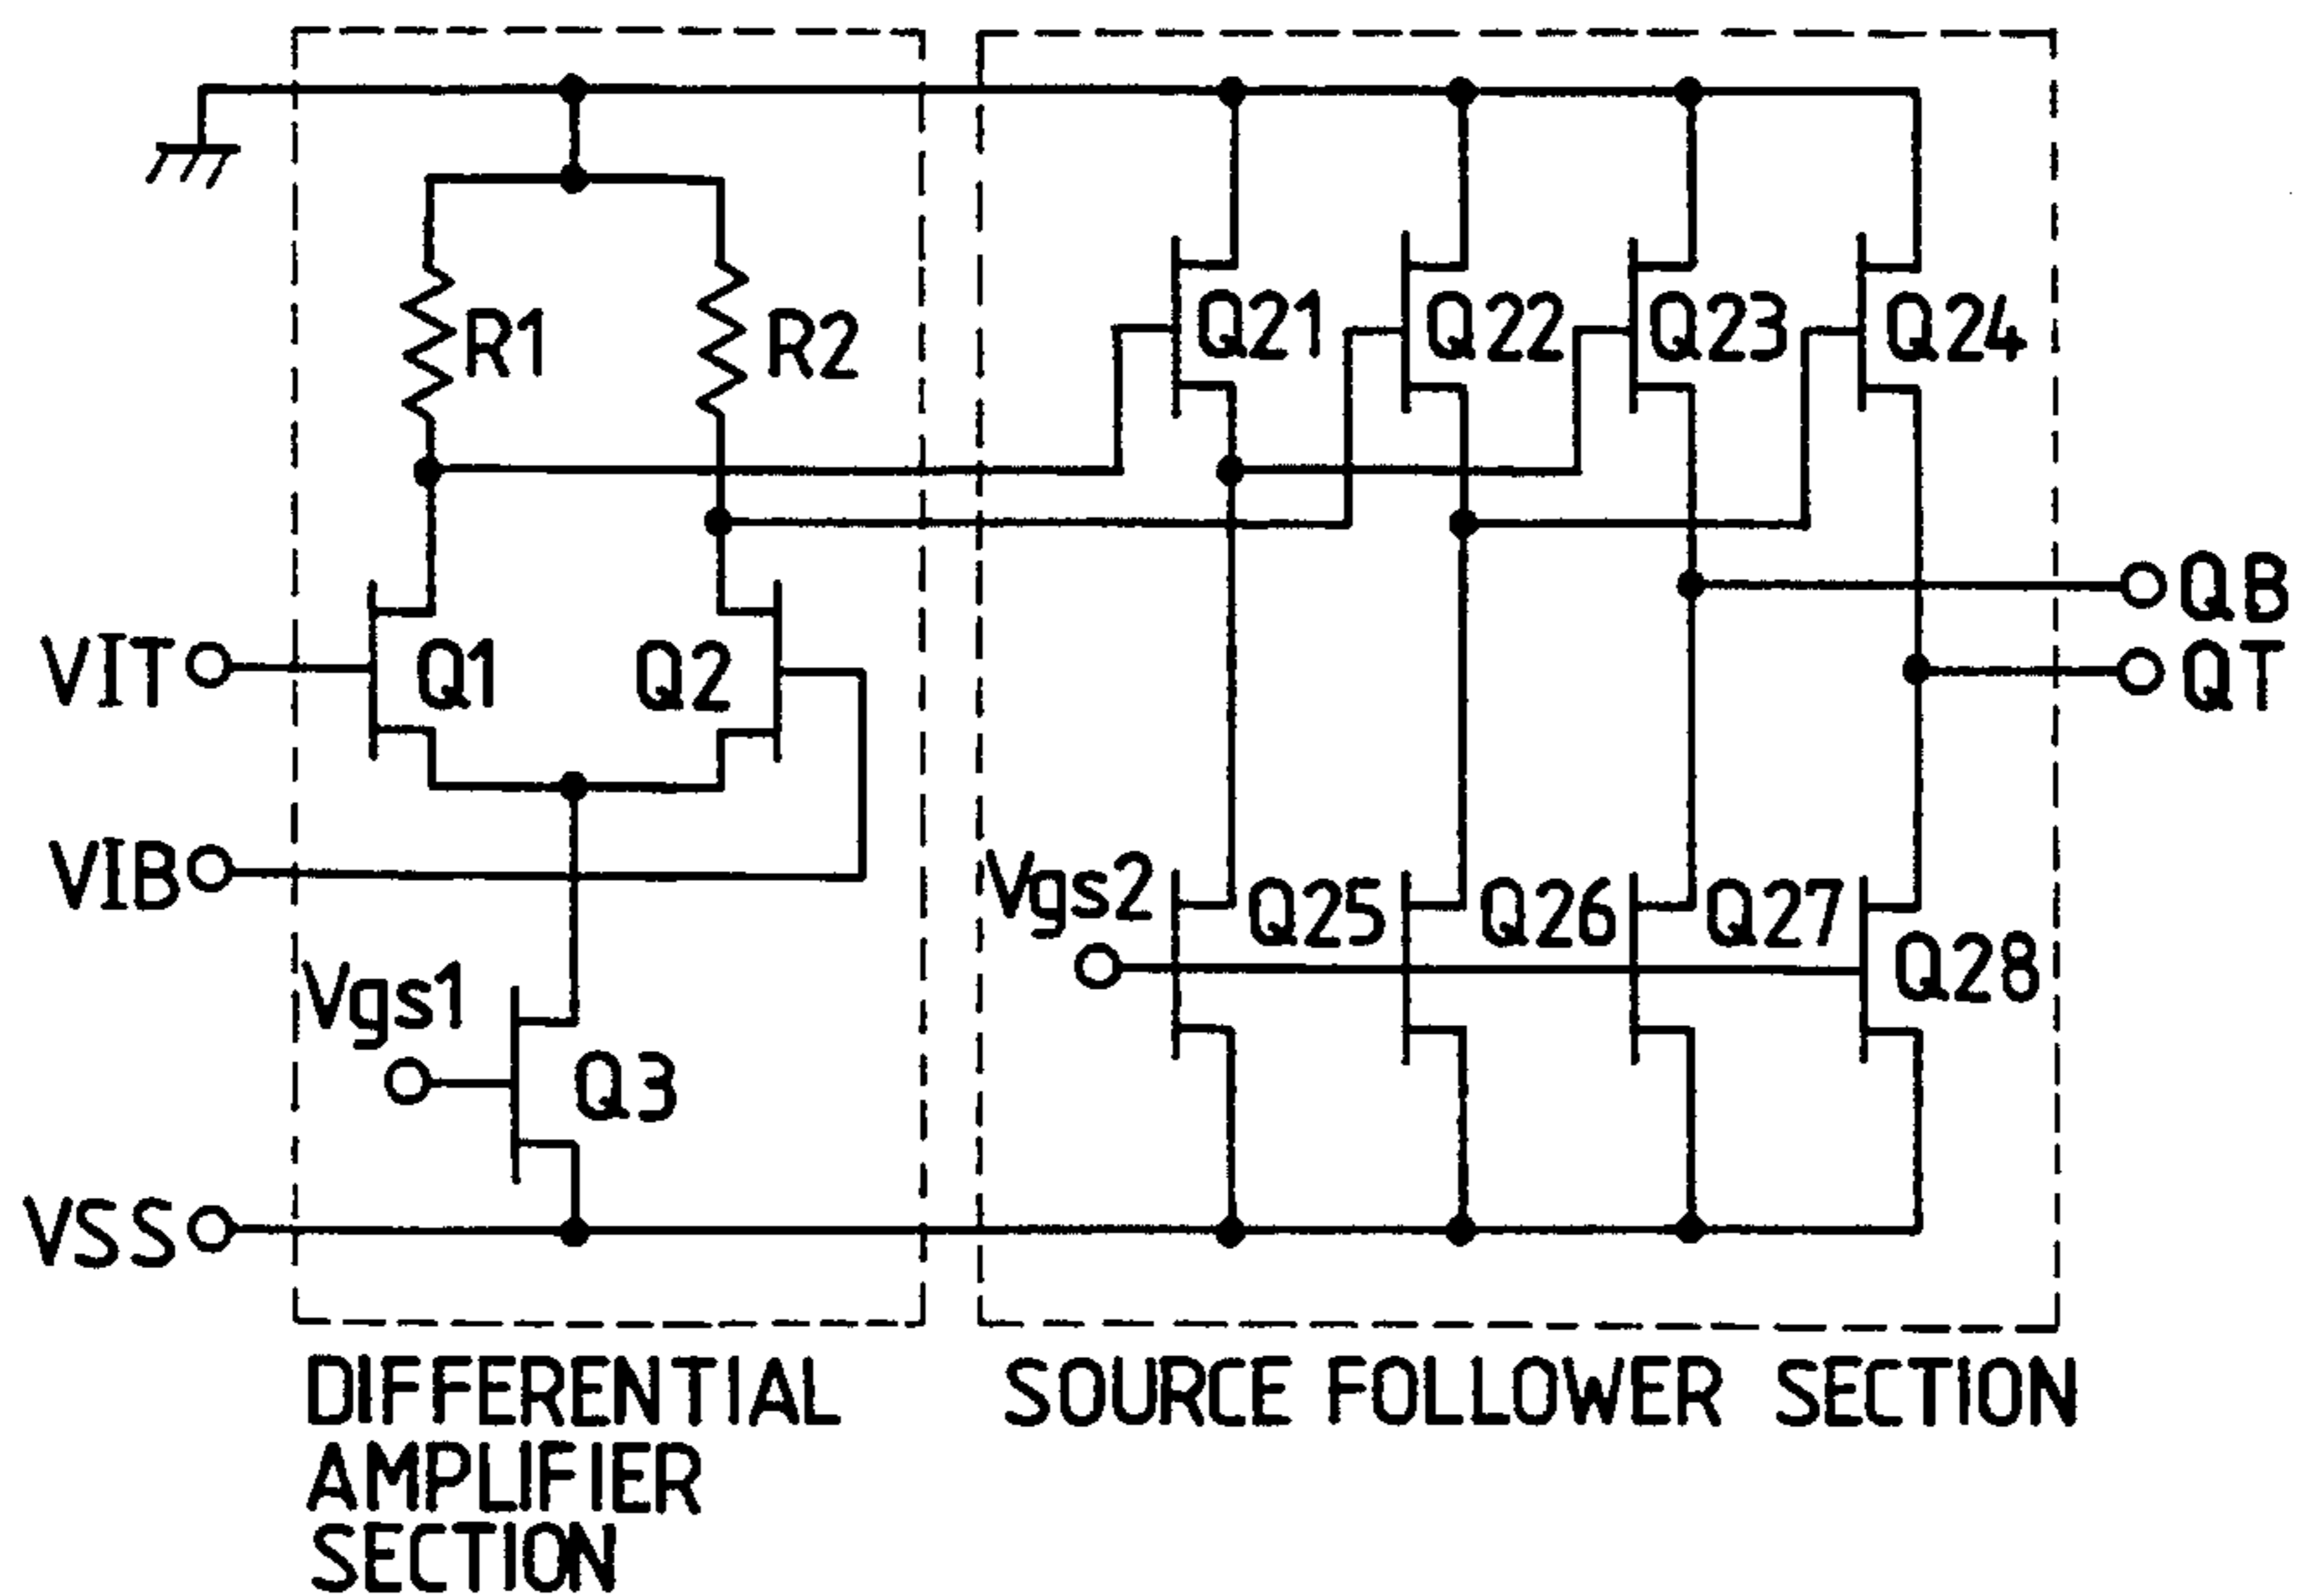 R1
R2
Q21
Q22
Q23
Q24
QB
QT
VIT
Q1
Q2
VIB
Vgs2
Q25
Q26
Q27
Q28
Vgs1
Q3
VSS
DIFFERENTIAL
AMPLIFIER
SECTION
SOURCE FOLLOWER SECTION